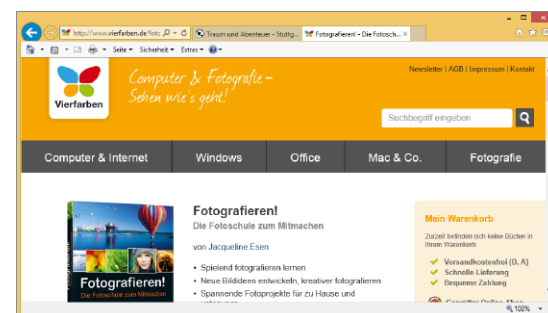 http://www.vierfarben.de/fotc
Traum und Abenteuer - Stuttg...
Fotografieren! - Die Fotosch...
Seite
Sicherheit
Extras
Newsletter | AGB | Impressum | Kontakt
Computer & Fotografie –
Sehen wie's geht!
Vierfarben
Suchbegriff eingeben
Computer & Internet
Windows
Office
Mac & Co.
Fotografie
Fotografieren!
Die Fotoschule zum Mitmachen
von Jacqueline Esen
• Spielend fotografieren lernen
• Neue Bildideen entwickeln, kreativer fotografieren
• Spannende Fotoprojekte für zu Hause und
Fotografieren!
Die Fotoschule zum Mitmachen
Mein Warenkorb
Zurzeit befinden sich keine Bücher in
Ihrem Warenkorb
Versandkostenfrei (D, A)
Schnelle Lieferung
Bequeme Zahlung
100%